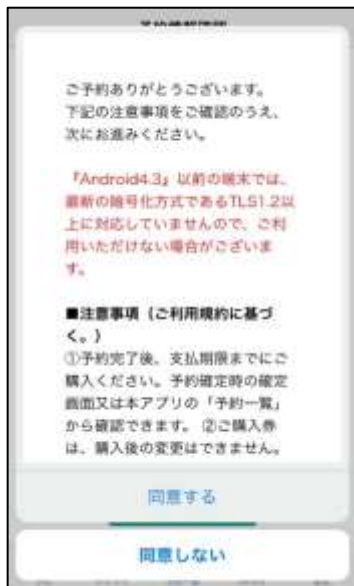 ご予約ありがとうございます。
下記の注意事項をご確認のうえ、
次にお進みください。
『Android4.3』以前の端末では、
最新の暗号化方式であるTLS1.2以
上に対応していませんので、ご利
用いただけない場合がございま
す。
■注意事項（ご利用規約に基づ
く。）
①予約完了後、支払期限までにご
購入ください。予約確定時の確定
画面又は本アプリの「予約一覧」
から確認できます。 ②ご購入券
は、購入後の変更はできません。
同意する
同意しない